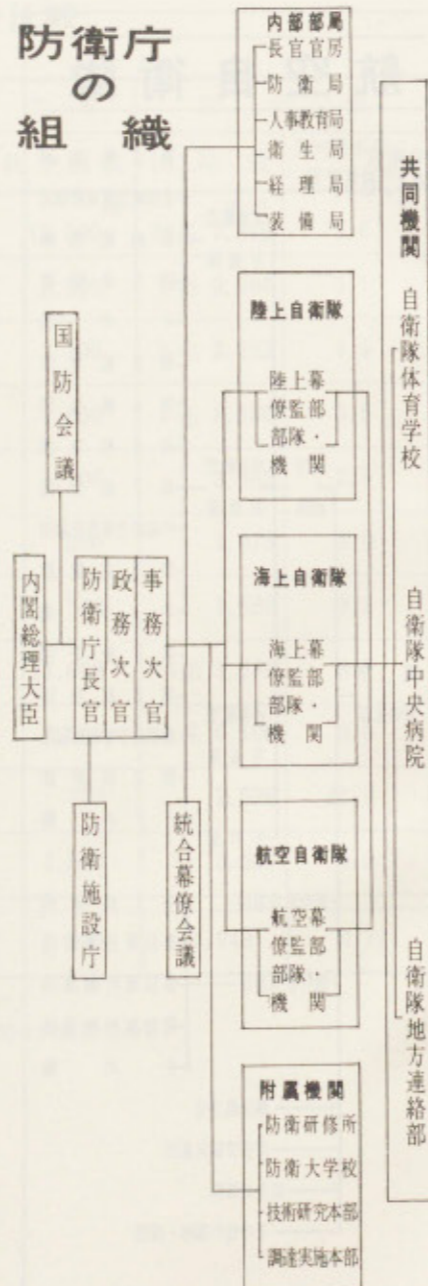 防衛庁
の
組織
内閣総理大臣
国防会議
防衛庁長官
政務次官
事務次官
防衛施設庁
統合幕僚会議
内部部局
長官官房
防衛局
人事教育局
衛生局
経理局
装備局
陸上自衛隊
陸上幕
僚監部
部隊・
機関
海上自衛隊
海上幕
僚監部
部隊・
機関
航空自衛隊
航空幕
僚監部
部隊・
機関
附属機関
防衛研修所
防衛大学校
技術研究本部
調達実施本部
共同機関
自衛隊体育学校
自衛隊中央病院
自衛隊地方連絡部